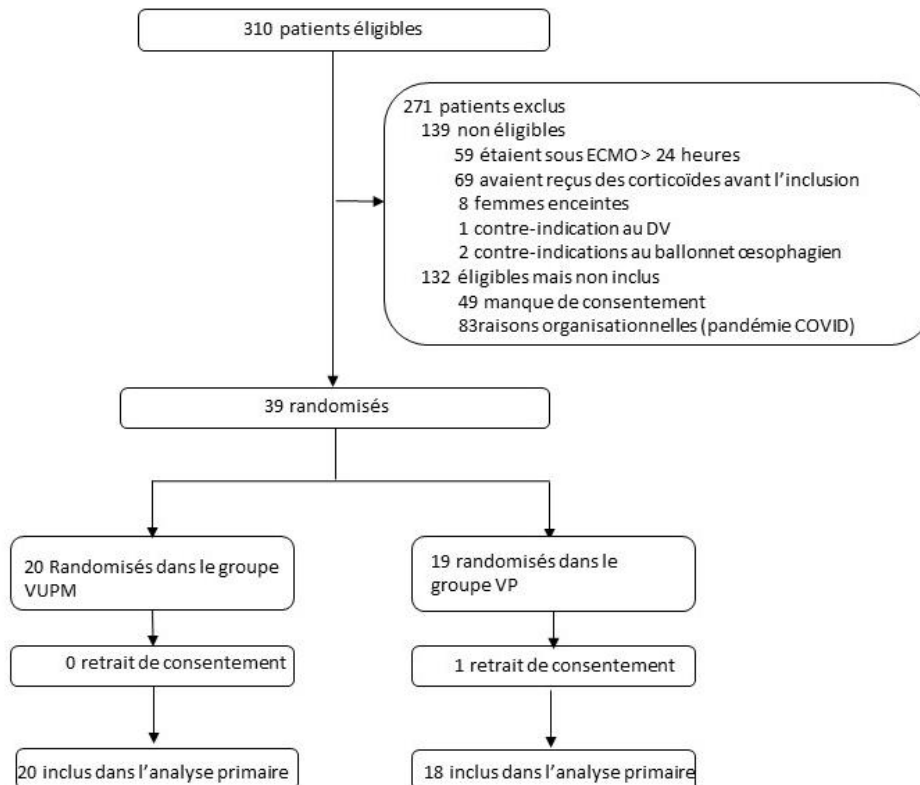 310 patients éligibles
271 patients exclus
139 non éligibles
59 étaient sous ECMO > 24 heures
69 avaient reçus des corticoïdes avant l'inclusion
8 femmes enceintes
1 contre-indication au DV
2 contre-indications au ballonnet œsophagien
132 éligibles mais non inclus
49 manque de consentement
83raisons organisationnelles (pandémie COVID)
39 randomisés
20 Randomisés dans le groupe
VUPM
19 randomisés dans le
groupe VP
0 retrait de consentement
1 retrait de consentement
20 inclus dans l'analyse primaire
18 inclus dans l'analyse primaire